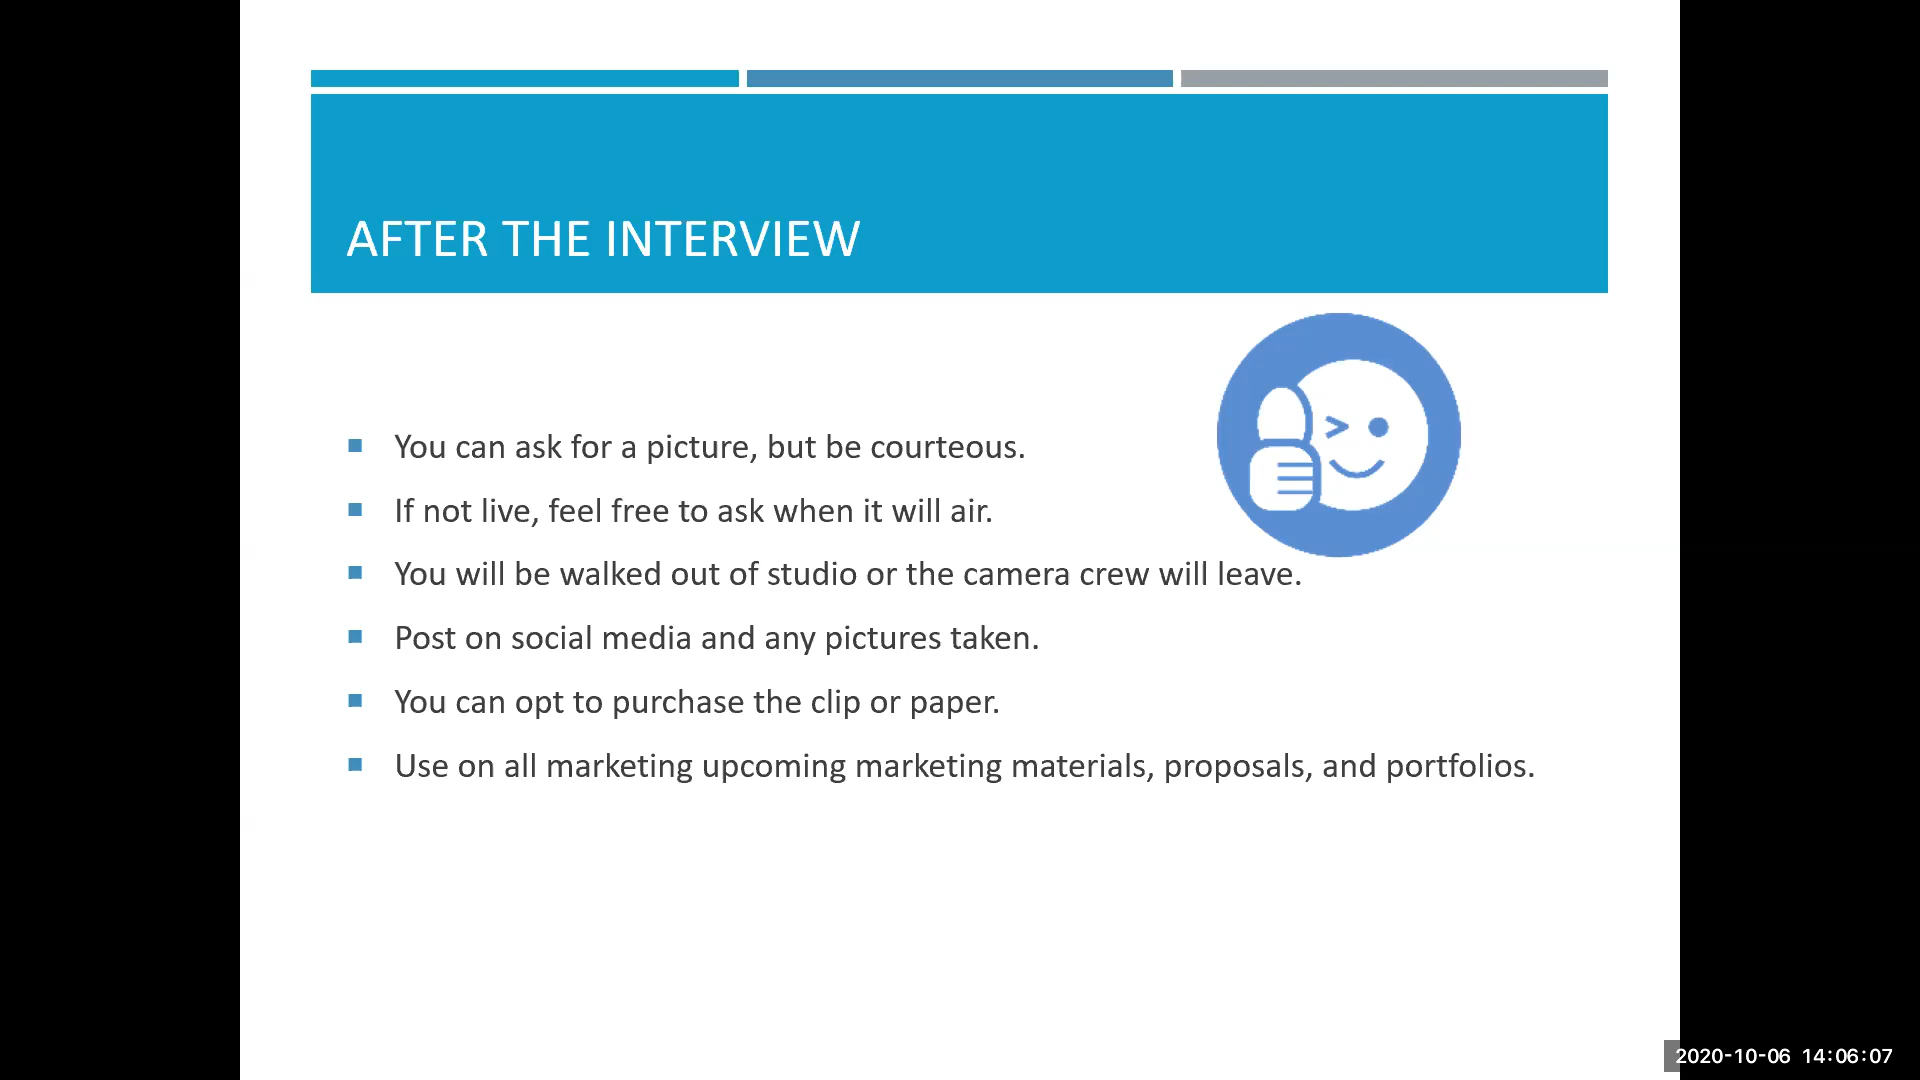 AFTER THE INTERVIEW
You can ask for a picture, but be courteous.
If not live, feel free to ask when it will air.
You will be walked out of studio or the camera crew will leave.
Post on social media and any pictures taken.
You can opt to purchase the clip or paper.
Use on all marketing upcoming marketing materials, proposals, and portfolios.
2020-10-06 14:06:07